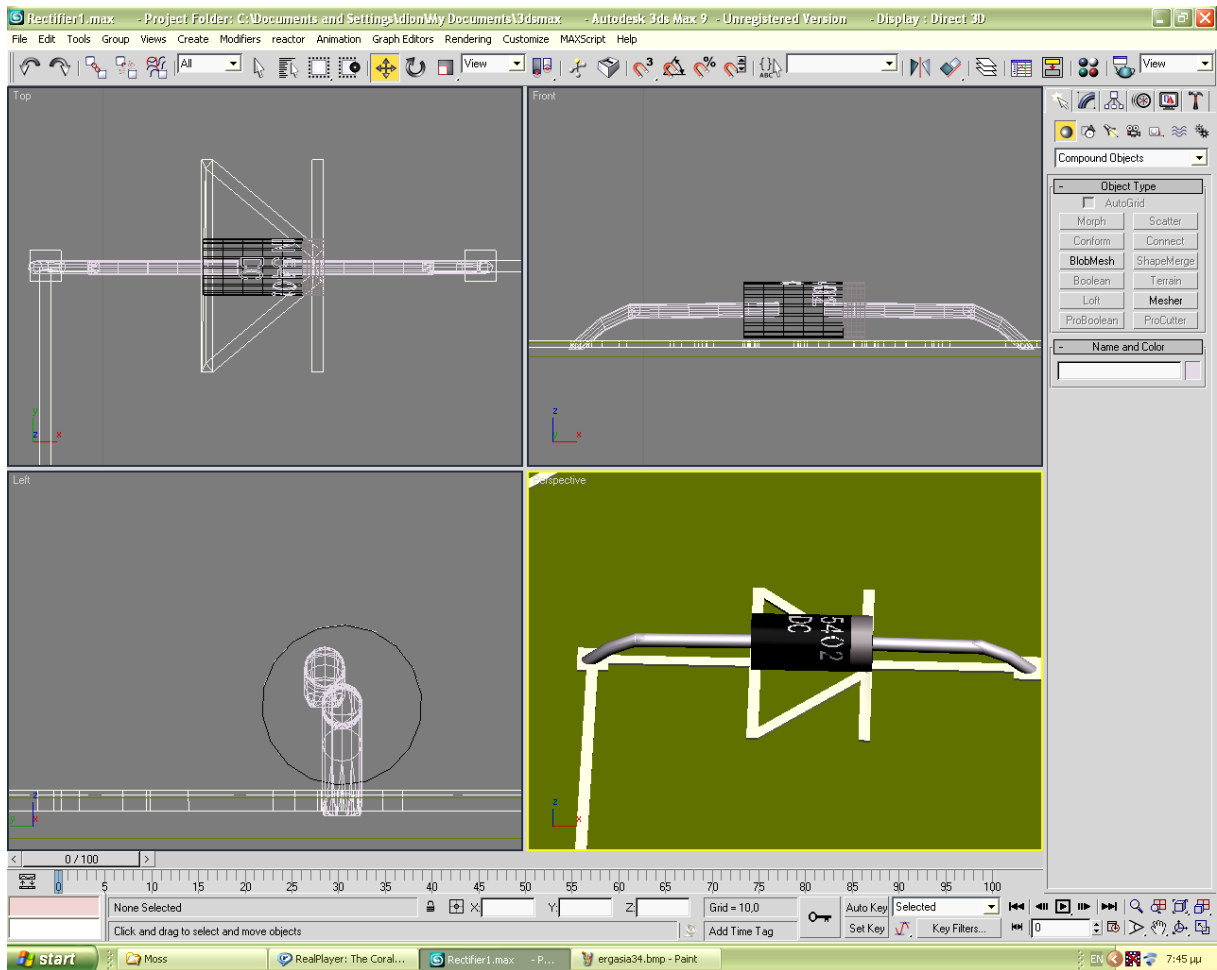 Rectifier1.max - Project Folder: C:\Documents and Settings\dion\My Documents\3dsmax - Autodesk 3ds Max 9 - Unregistered Version - Display : Direct 3D
File Edit Tools Group Views Create Modifiers reactor Animation Graph Editors Rendering Customize MAXScript Help
All View View
Top
Front
Left
Perspective
y
z x
z
y x
z
y x
z
x
DC
5402
Compound Objects
- Object Type
AutoGrid
Morph Scatter
Conform Connect
BlobMesh ShapeMerge
Boolean Terrain
Loft Mesher
ProBoolean ProCutter
- Name and Color
< 0 / 100 >
0 5 10 15 20 25 30 35 40 45 50 55 60 65 70 75 80 85 90 95 100
None Selected X: Y: Z: Grid = 10,0 Auto Key Selected
Click and drag to select and move objects Add Time Tag Set Key Key Filters... 0
start Moss RealPlayer: The Coral... Rectifier1.max - P... ergasia34.bmp - Paint EN 7:45 μμ